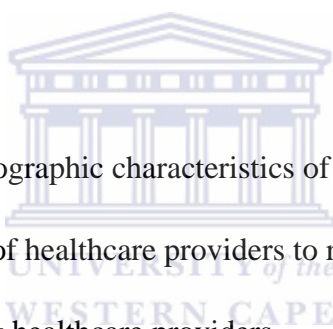 ographic characteristics of
of healthcare providers to r
UNIVERSITY of the
WESTERN CAPE
healthcare providers